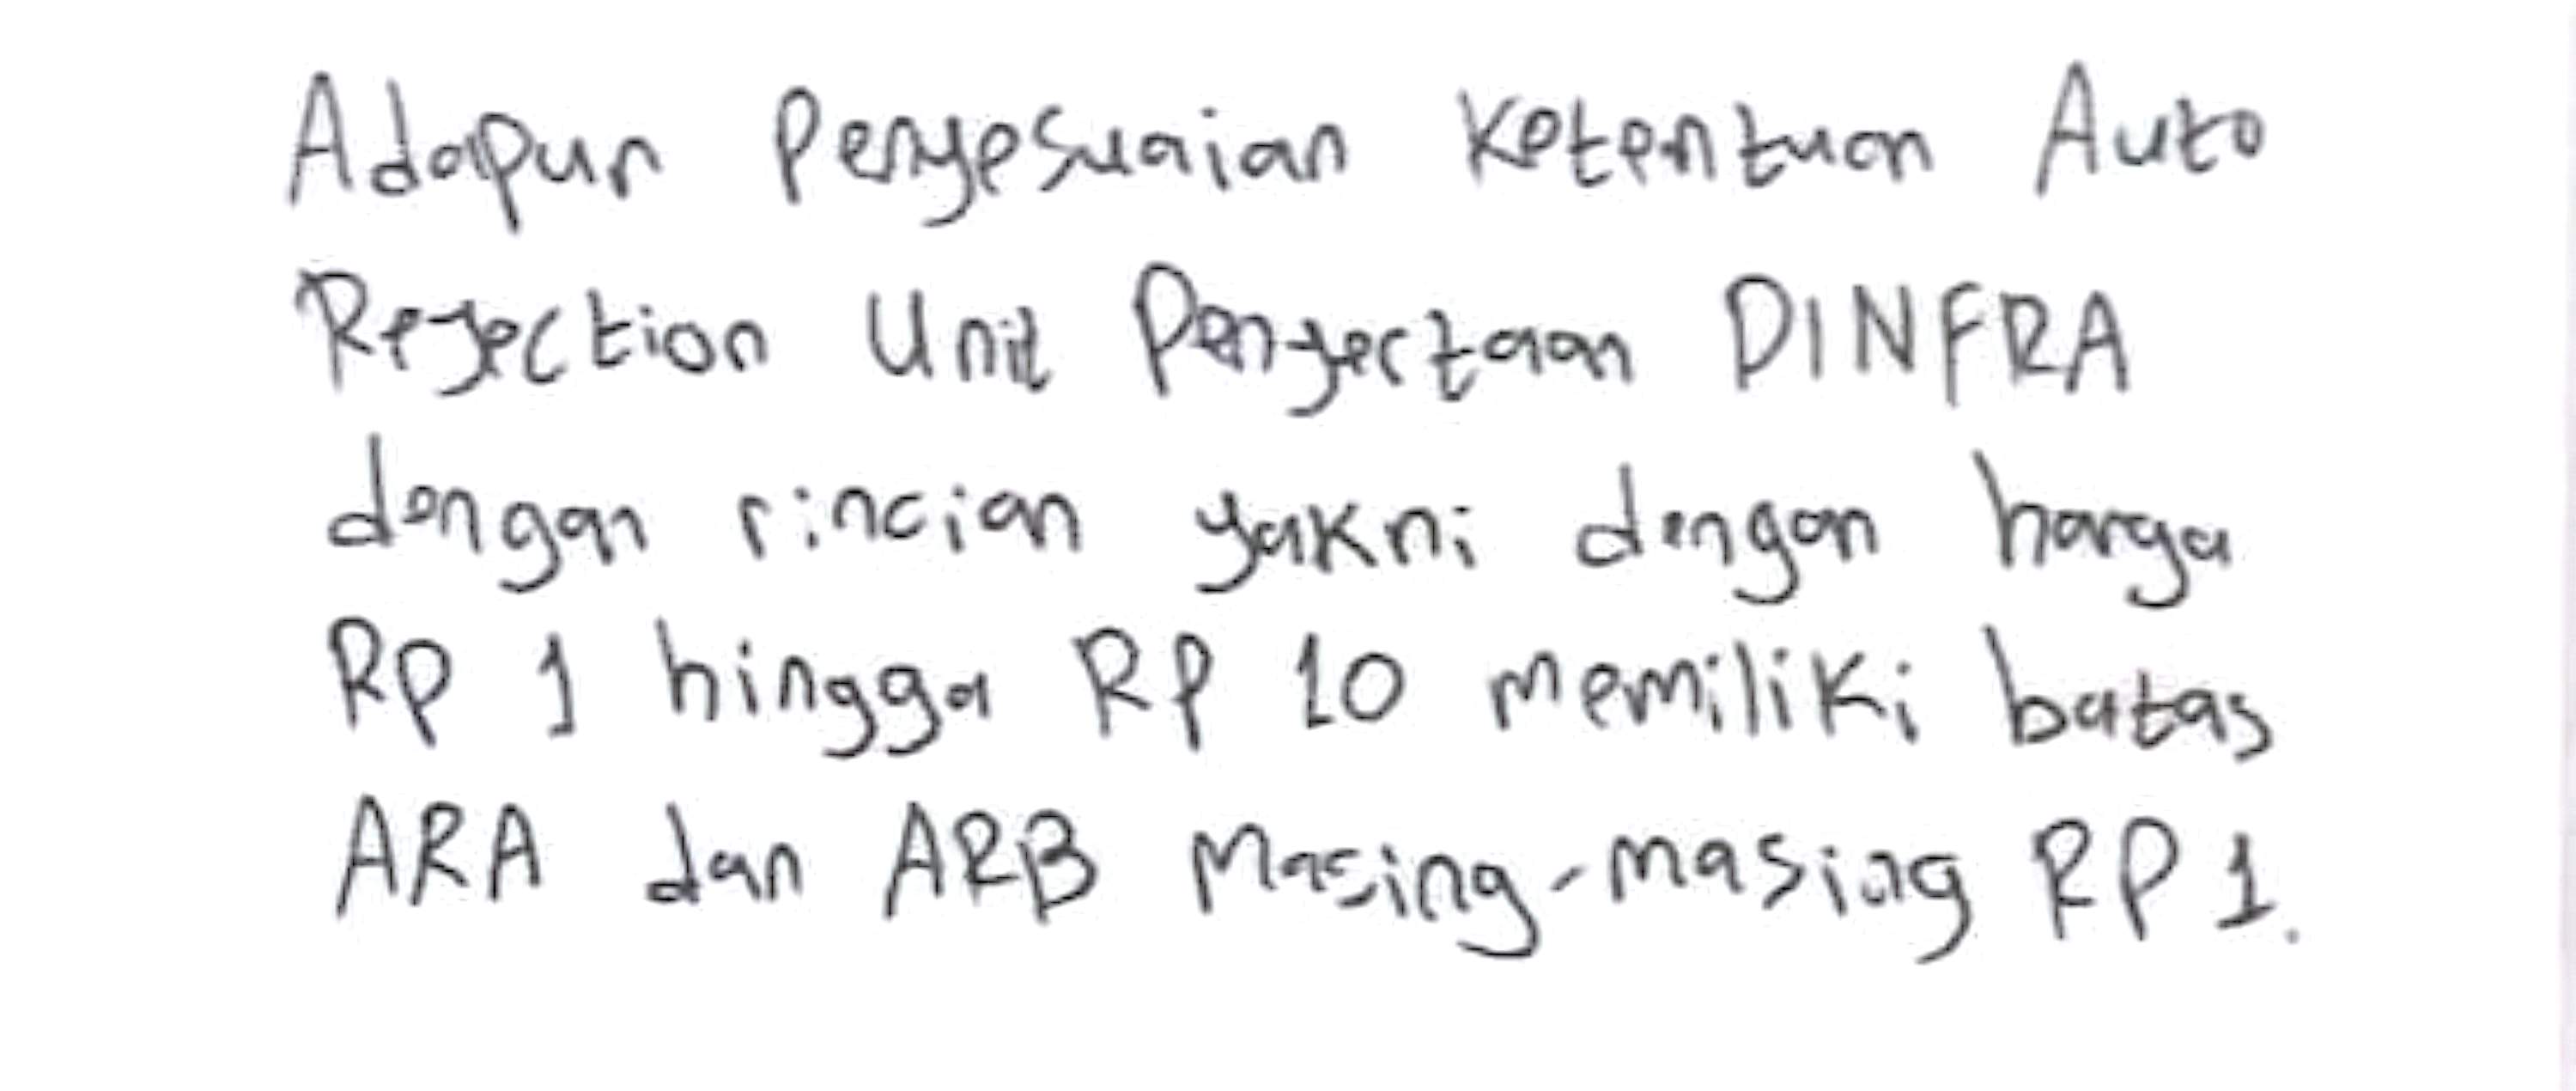 Adapun Penyesuaian Ketentuan Auto
Rejection Unit Penyertaan DINFRA
dengan rincian yakni dengan harga
RP 1 hingga RP 10 memiliki batas
ARA dan ARB Masing-masing RP 1.